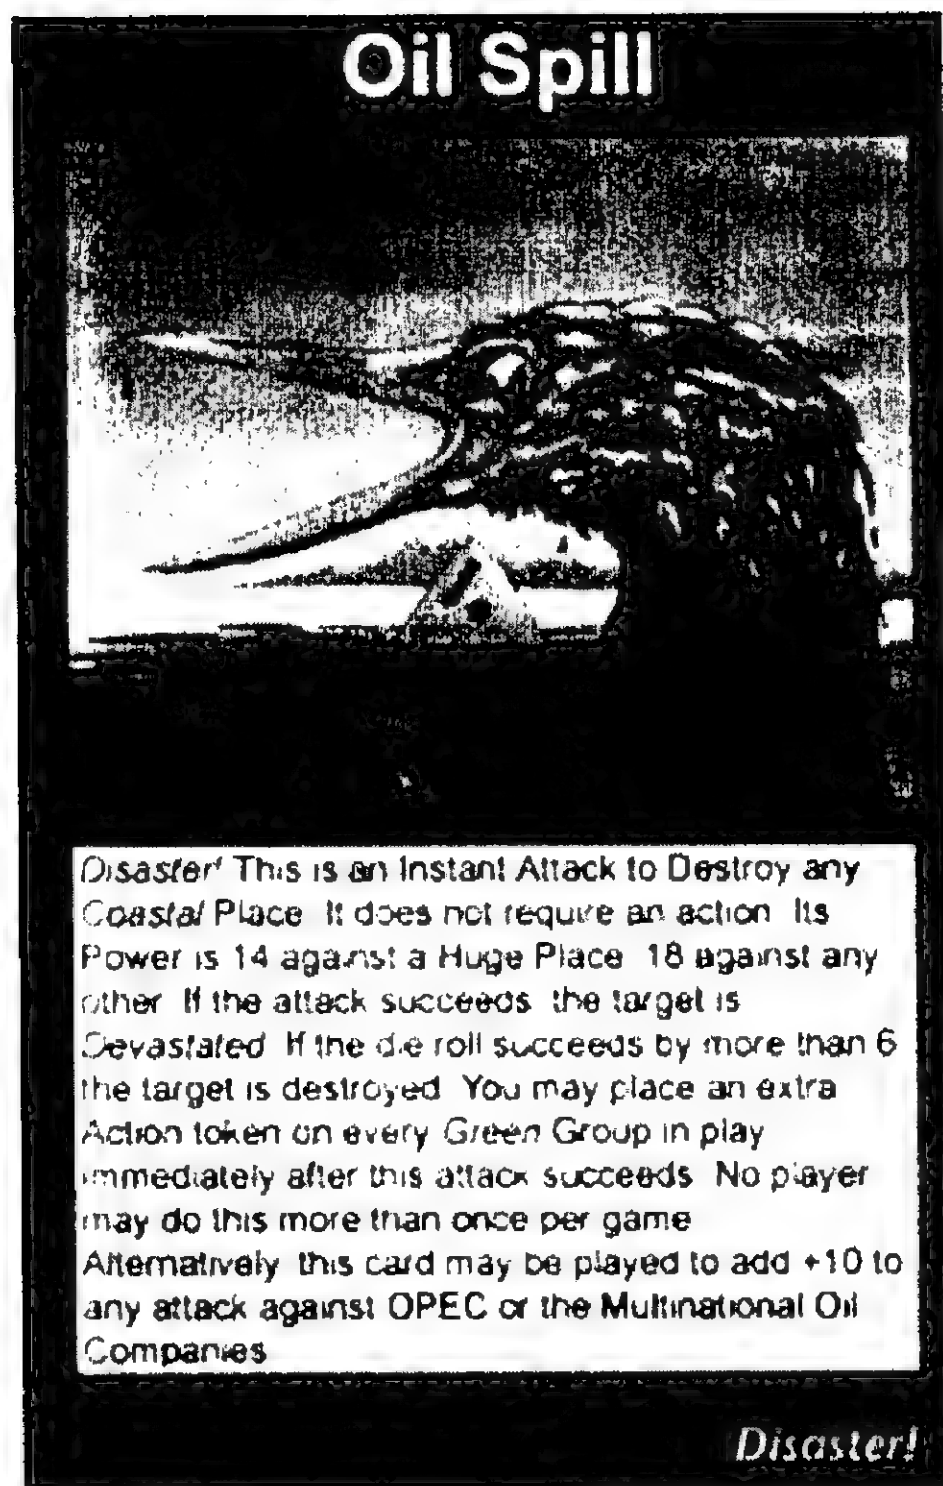 Oil Spill
Disaster! This is an Instant Attack to Destroy any
Coastal Place It does not require an action Its
Power is 14 against a Huge Place 18 against any
other If the attack succeeds the target is
Devastated If the die roll succeeds by more than 6
the target is destroyed You may place an extra
Action token on every Green Group in play
immediately after this attack succeeds No player
may do this more than once per game
Alternatively this card may be played to add +10 to
any attack against OPEC or the Multinational Oil
Companies
Disaster!